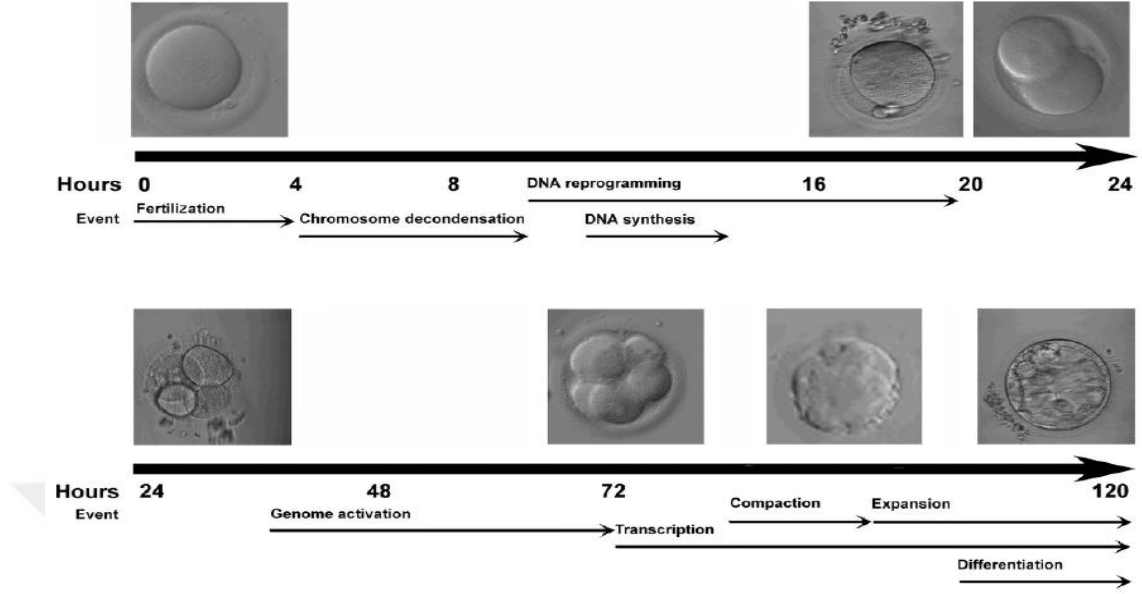 Hours 0 4 8 DNA reprogramming 16 20 24
Event Fertilization
Chromosome decondensation DNA synthesis
Hours 24 48 72 120
Event Genome activation Compaction Expansion
Transcription
Differentiation